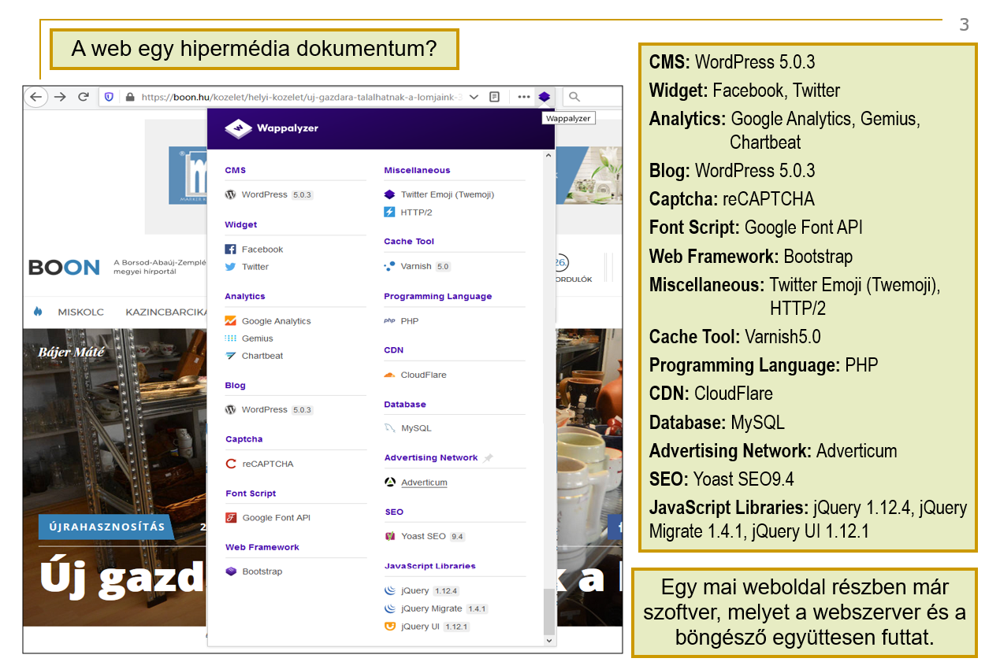 3
A web egy hipermédia dokumentum?
https://boon.hu/kozelet/helyi-kozelet/uj-gazdara-talalhatnak-a-lomjaink-3
Wappalyzer
Wappalyzer
CMS
WordPress 5.0.3
Widget
Facebook
Twitter
Analytics
Google Analytics
Gemius
Chartbeat
Blog
WordPress 5.0.3
Captcha
reCAPTCHA
Font Script
Google Font API
Web Framework
Bootstrap
Miscellaneous
Twitter Emoji (Twemoji)
HTTP/2
Cache Tool
Varnish 5.0
Programming Language
php PHP
CDN
CloudFlare
Database
MySQL
Advertising Network
Adverticum
SEO
Yoast SEO 9.4
JavaScript Libraries
jQuery 1.12.4
jQuery Migrate 1.4.1
jQuery UI 1.12.1
BOON
A Borsod-Abaúj-Zemplé
megyei hírportál
26.
ORDULÓK
MISKOLC KAZINCBARCIKA
Bájer Máté
ÚJRAHASZNOSÍTÁS 2
Új gazd k a
CMS: WordPress 5.0.3
Widget: Facebook, Twitter
Analytics: Google Analytics, Gemius,
Chartbeat
Blog: WordPress 5.0.3
Captcha: reCAPTCHA
Font Script: Google Font API
Web Framework: Bootstrap
Miscellaneous: Twitter Emoji (Twemoji),
HTTP/2
Cache Tool: Varnish5.0
Programming Language: PHP
CDN: CloudFlare
Database: MySQL
Advertising Network: Adverticum
SEO: Yoast SEO9.4
JavaScript Libraries: jQuery 1.12.4, jQuery
Migrate 1.4.1, jQuery UI 1.12.1
Egy mai weboldal részben már
szoftver, melyet a webszerver és a
böngésző együttesen futtat.